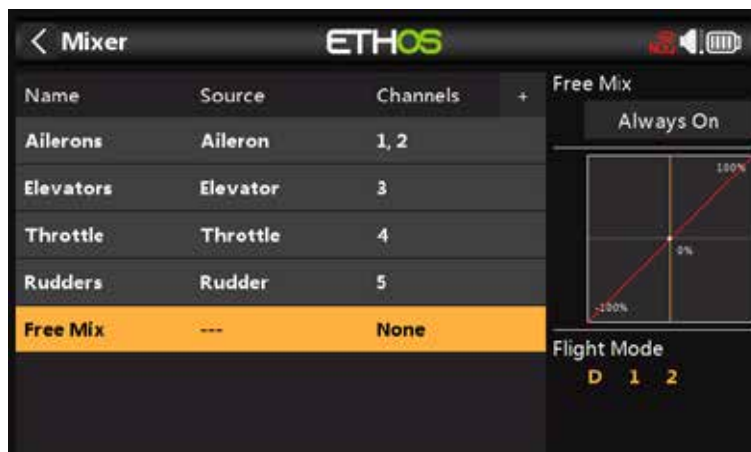 < Mixer ETHOS
Name Source Channels +
Ailerons Aileron 1, 2
Elevators Elevator 3
Throttle Throttle 4
Rudders Rudder 5
Free Mix --- None
Free Mix
Always On
100%
0%
-100%
Flight Mode
D 1 2